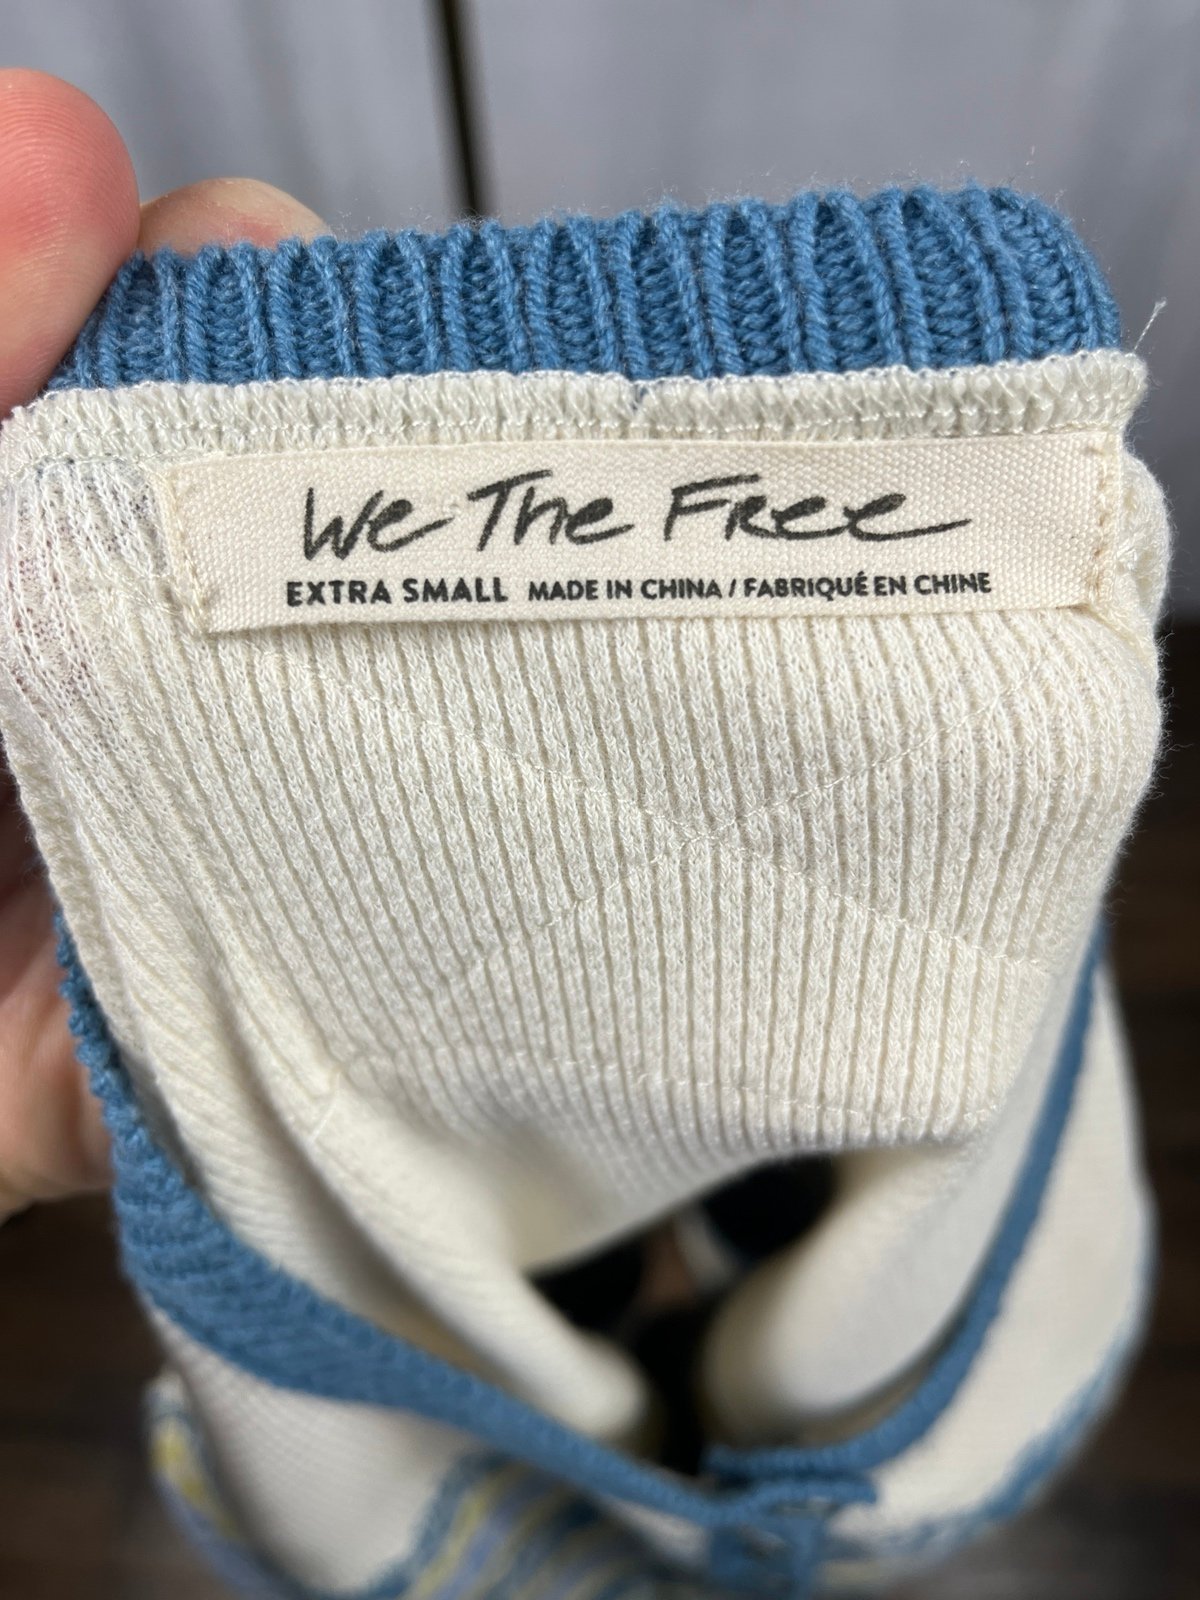 We The Free
EXTRA SMALL MADE IN CHINA / FABRIQUÉ EN CHINE